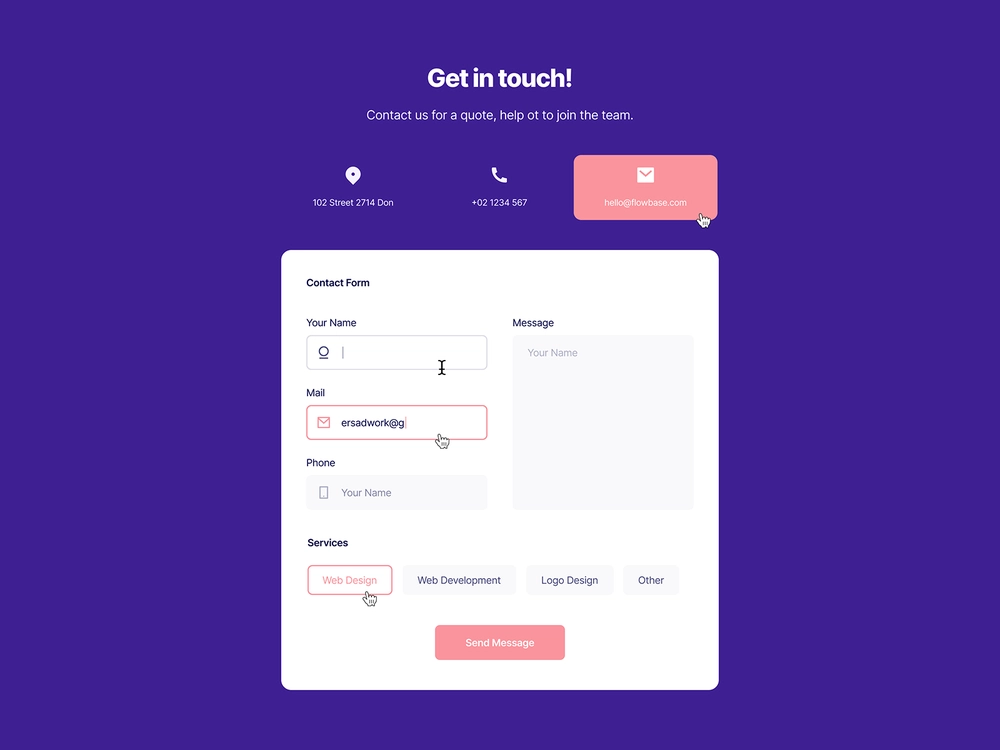 Get in touch!
Contact us for a quote, help ot to join the team.
102 Street 2714 Don
+02 1234 567
hello@flowbase.com
Contact Form
Your Name
Mail
ersadwork@g
Phone
Your Name
Message
Your Name
Services
Web Design
Web Development
Logo Design
Other
Send Message